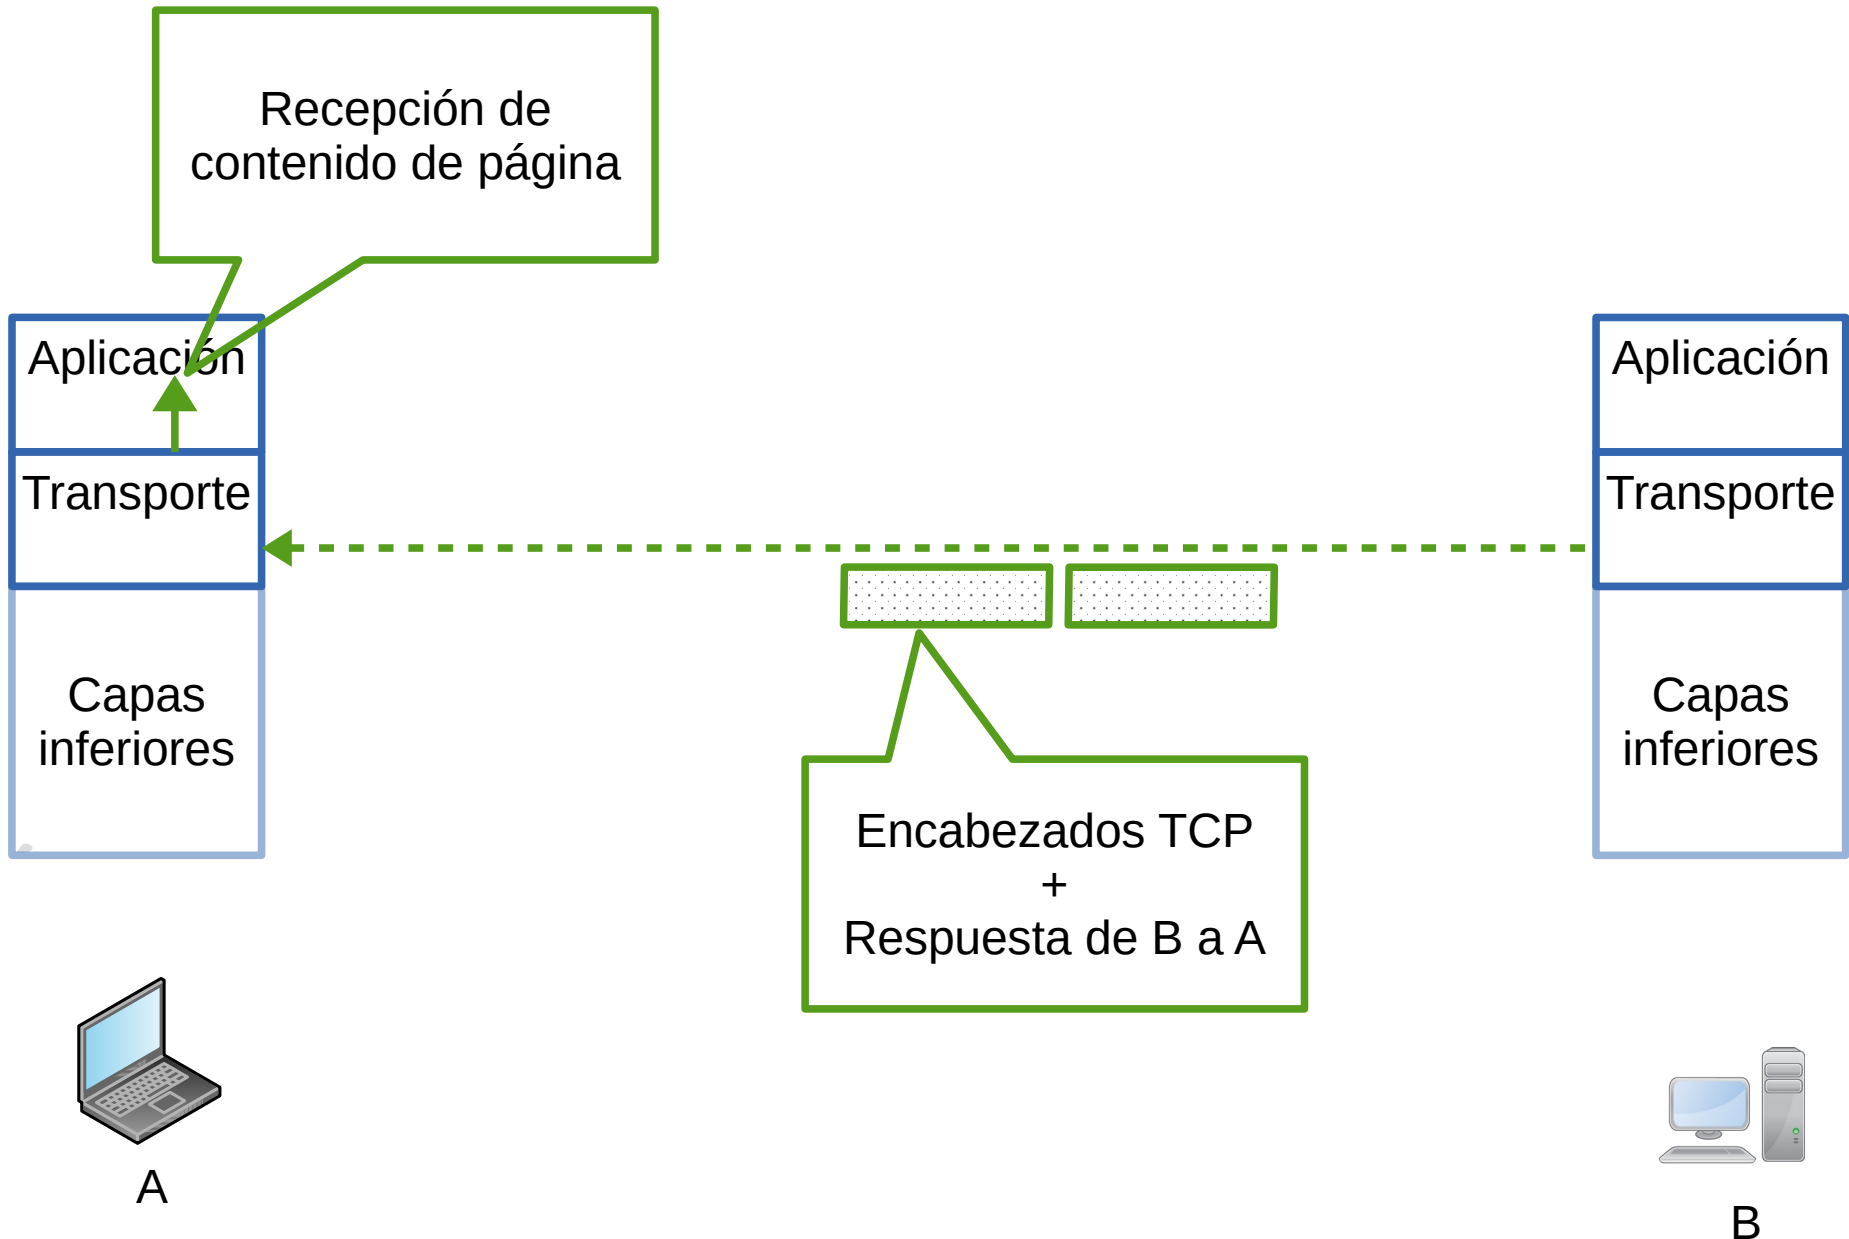 Recepción de
contenido de página
Aplicación
Transporte
Capas
inferiores
A
Encabezados TCP
+
Respuesta de B a A
Aplicación
Transporte
Capas
inferiores
B